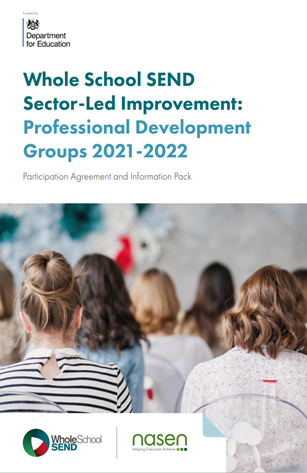 Funded by
Department
for Education
Whole School SEND
Sector-Led Improvement:
Professional Development
Groups 2021-2022
Participation Agreement and Information Pack
WholeSchool
SEND
nasen
Helping Everyone Achieve